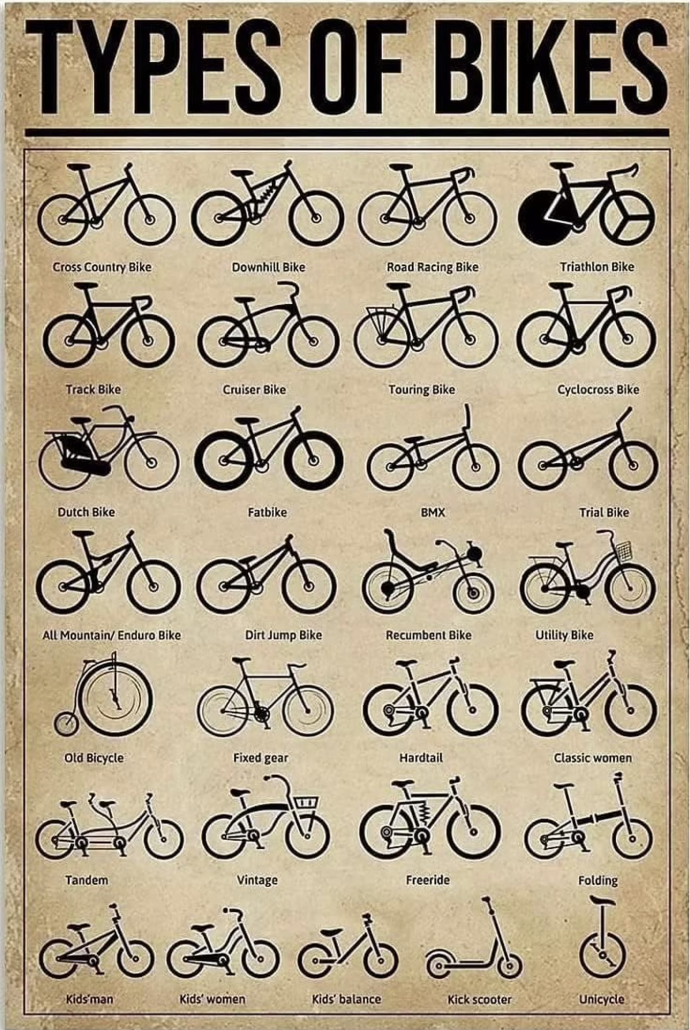 TYPES OF BIKES
Cross Country Bike
Downhill Bike
Road Racing Bike
Triathlon Bike
Track Bike
Cruiser Bike
Touring Bike
Cyclocross Bike
Dutch Bike
Fatbike
BMX
Trial Bike
All Mountain/ Enduro Bike
Dirt Jump Bike
Recumbent Bike
Utility Bike
Old Bicycle
Fixed gear
Hardtail
Classic women
Tandem
Vintage
Freeride
Folding
Kids'man
Kids' women
Kids' balance
Kick scooter
Unicycle